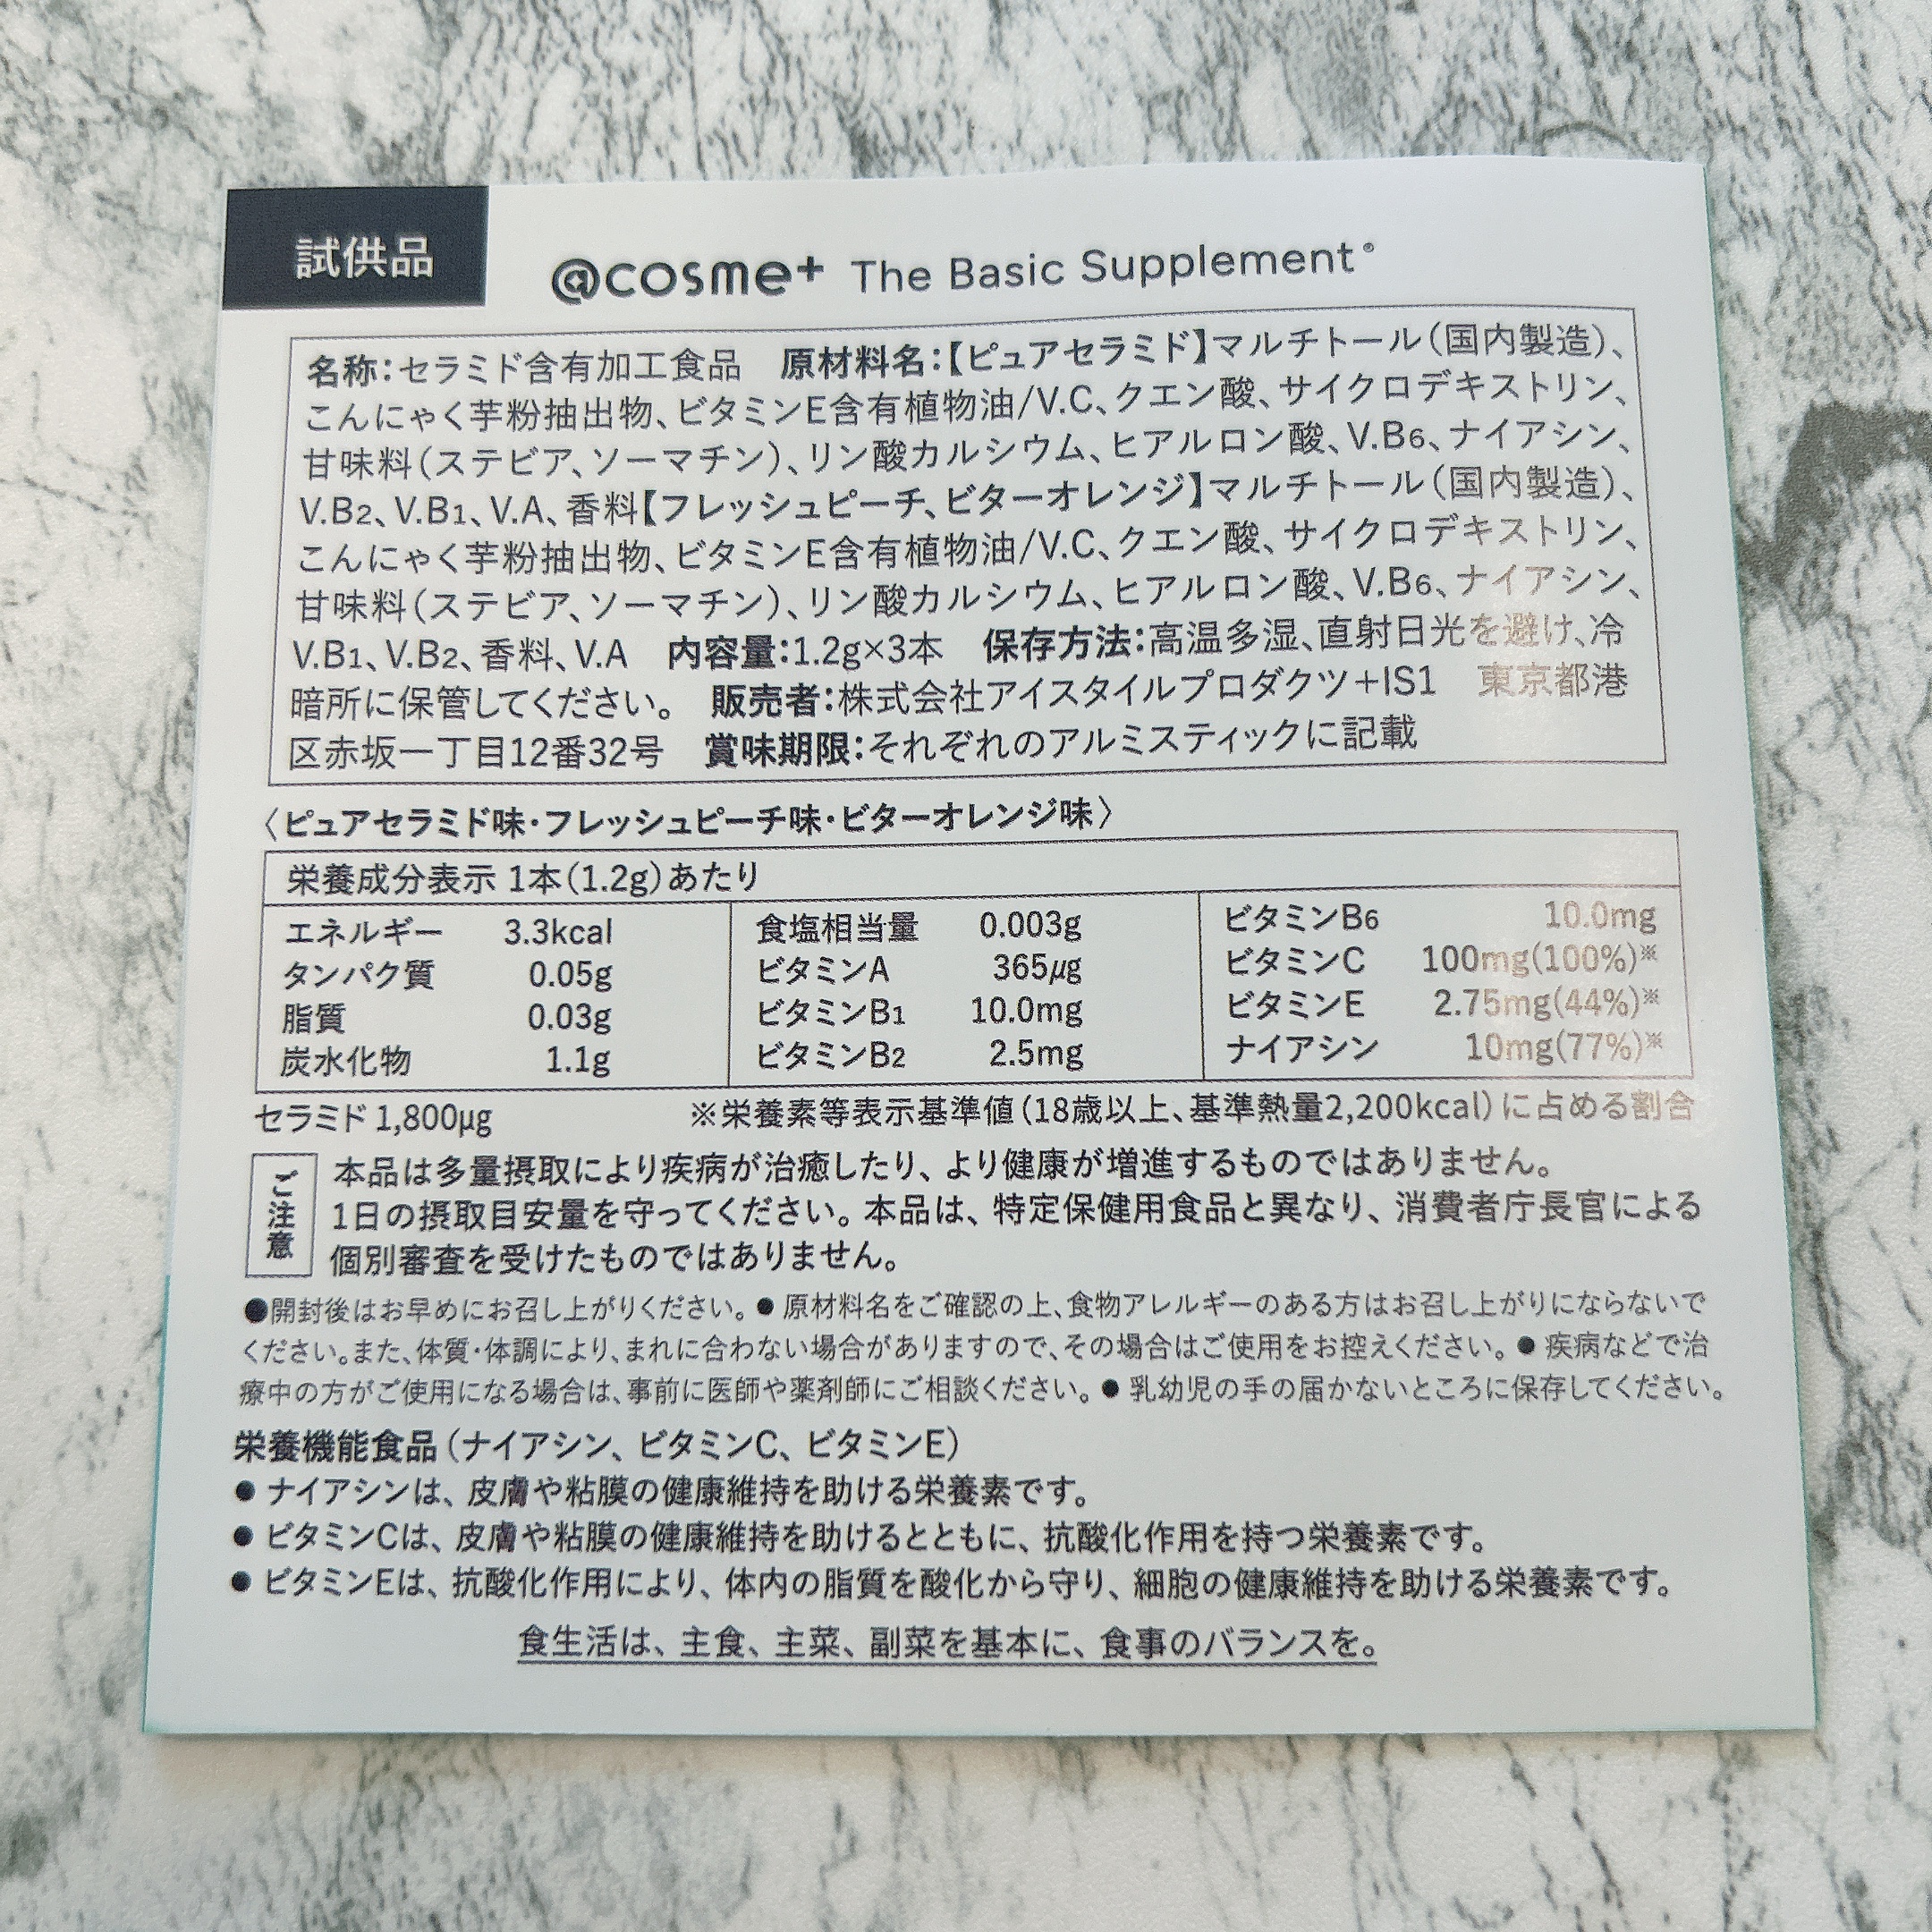 試供品
@cosme+ The Basic Supplement®
名称：セラミド含有加工食品　原材料名：【ピュアセラミド】マルチトール（国内製造）、
こんにゃく芋粉抽出物、ビタミンE含有植物油/V.C、クエン酸、サイクロデキストリン、
甘味料（ステビア、ソーマチン）、リン酸カルシウム、ヒアルロン酸、V.B6、ナイアシン、
V.B2、V.B1、V.A、香料【フレッシュピーチ、ビターオレンジ】マルチトール（国内製造）、
こんにゃく芋粉抽出物、ビタミンE含有植物油/V.C、クエン酸、サイクロデキストリン、
甘味料（ステビア、ソーマチン）、リン酸カルシウム、ヒアルロン酸、V.B6、ナイアシン、
V.B1、V.B2、香料、V.A　内容量：1.2g×3本　保存方法：高温多湿、直射日光を避け、冷
暗所に保管してください。　販売者：株式会社アイスタイルプロダクツ＋IS1　東京都港
区赤坂一丁目12番32号　賞味期限：それぞれのアルミスティックに記載
〈ピュアセラミド味・フレッシュピーチ味・ビターオレンジ味〉
栄養成分表示 1本（1.2g）あたり
エネルギー 3.3kcal
タンパク質 0.05g
脂質 0.03g
炭水化物 1.1g
食塩相当量 0.003g
ビタミンA 365μg
ビタミンB1 10.0mg
ビタミンB2 2.5mg
ビタミンB6 10.0mg
ビタミンC 100mg(100%)※
ビタミンE 2.75mg(44%)※
ナイアシン 10mg(77%)※
セラミド 1,800μg
※栄養素等表示基準値（18歳以上、基準熱量2,200kcal）に占める割合
ご注意
本品は多量摂取により疾病が治癒したり、より健康が増進するものではありません。
1日の摂取目安量を守ってください。本品は、特定保健用食品と異なり、消費者庁長官による
個別審査を受けたものではありません。
●開封後はお早めにお召し上がりください。● 原材料名をご確認の上、食物アレルギーのある方はお召し上がりにならないで
ください。また、体質・体調により、まれに合わない場合がありますので、その場合はご使用をお控えください。● 疾病などで治
療中の方がご使用になる場合は、事前に医師や薬剤師にご相談ください。● 乳幼児の手の届かないところに保存してください。
栄養機能食品（ナイアシン、ビタミンC、ビタミンE）
● ナイアシンは、皮膚や粘膜の健康維持を助ける栄養素です。
● ビタミンCは、皮膚や粘膜の健康維持を助けるとともに、抗酸化作用を持つ栄養素です。
● ビタミンEは、抗酸化作用により、体内の脂質を酸化から守り、細胞の健康維持を助ける栄養素です。
食生活は、主食、主菜、副菜を基本に、食事のバランスを。